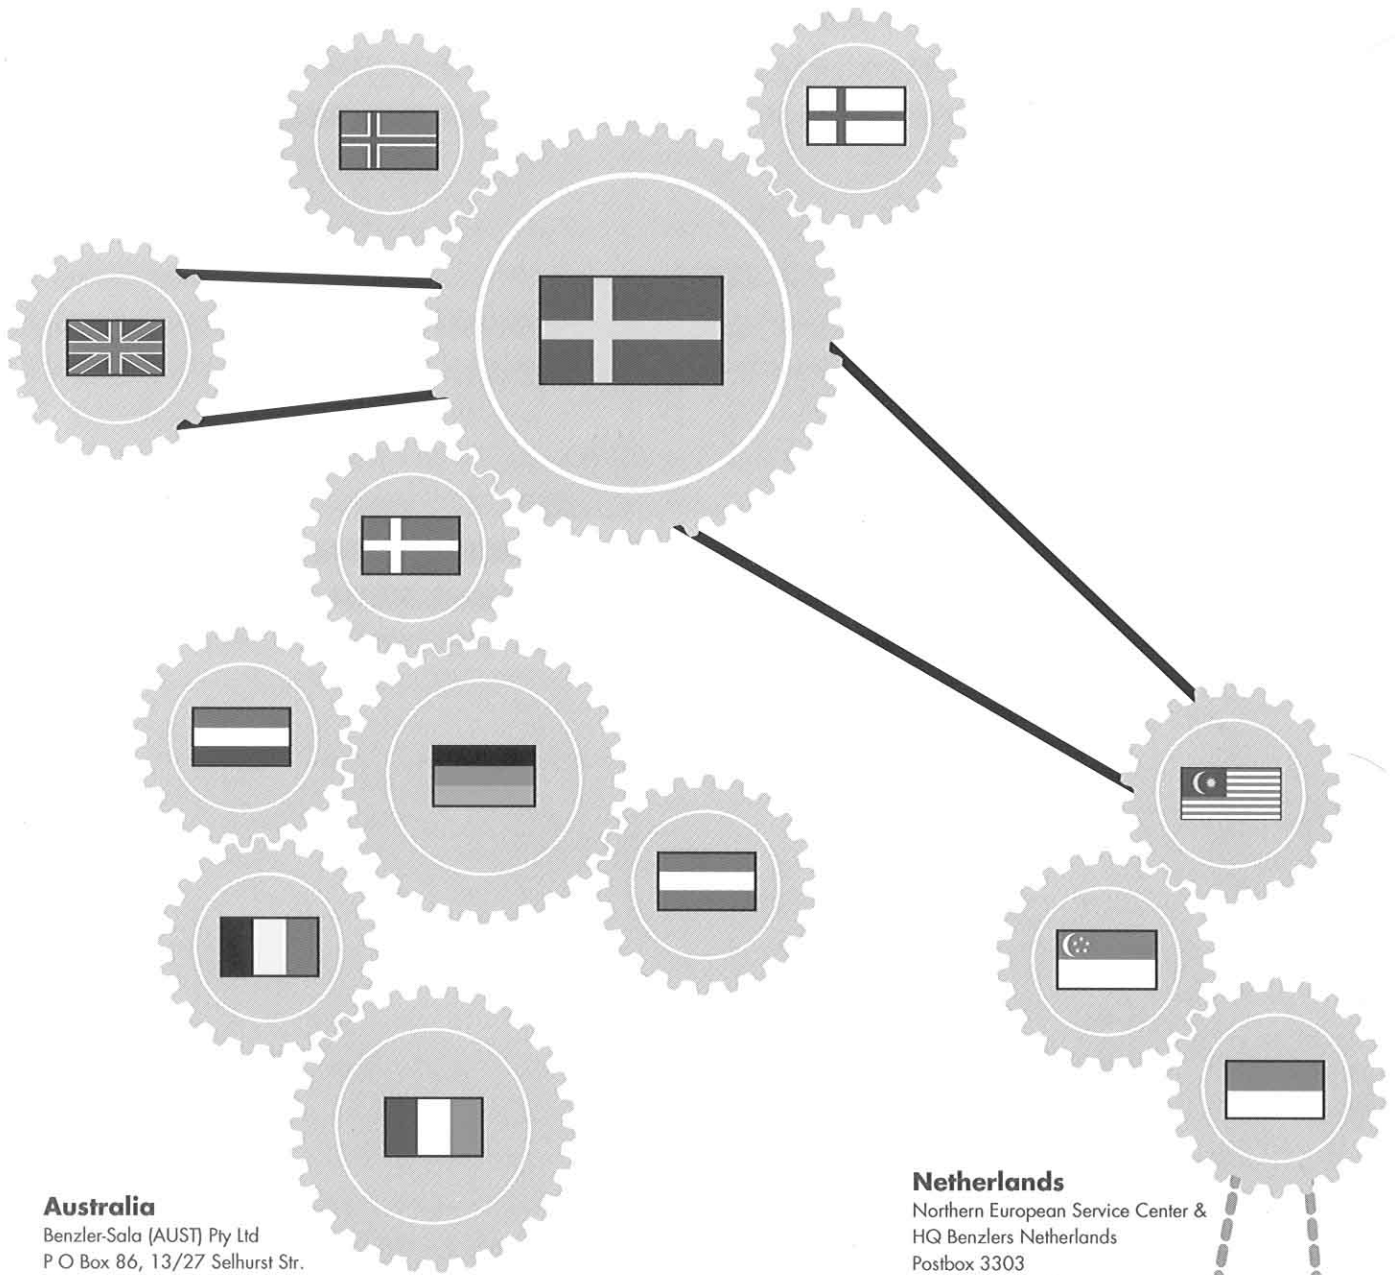 Australia
Benzler-Sala (AUST) Pty Ltd
P O Box 86, 13/27 Selhurst Str.
Netherlands
Northern European Service Center &
HQ Benzlers Netherlands
Postbox 3303